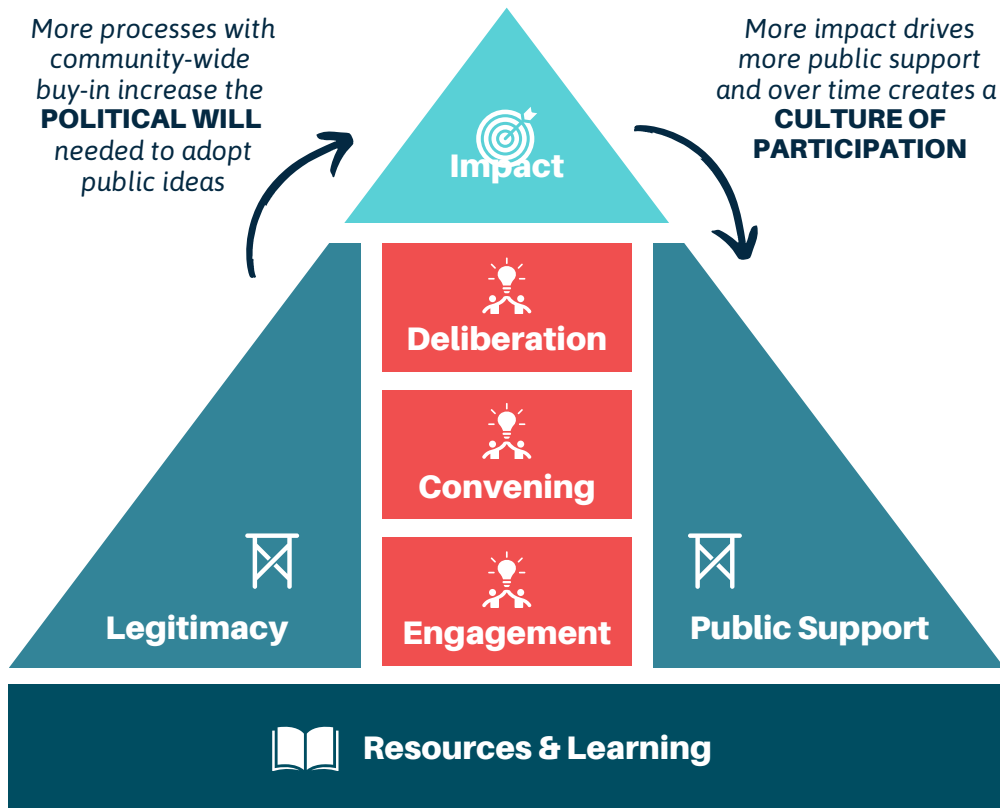 More processes with
community-wide
buy-in increase the
POLITICAL WILL
needed to adopt
public ideas
More impact drives
more public support
and over time creates a
CULTURE OF
PARTICIPATION
Impact
Deliberation
Convening
Engagement
Legitimacy
Public Support
Resources & Learning